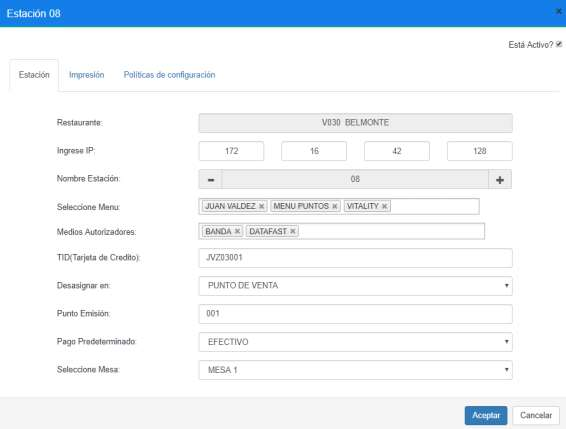 Estación 08 ×
Está Activo?
Estación Impresión Políticas de configuración
Restaurante: V030 BELMONTE
Ingrese IP: 172 16 42 128
Nombre Estación: - 08 +
Seleccione Menu: JUAN VALDEZ × MENU PUNTOS × VITALITY ×
Medios Autorizadores: BANDA × DATAFAST ×
TID(Tarjeta de Credito): JVZ03001
Desasignar en: PUNTO DE VENTA
Punto Emisión: 001
Pago Predeterminado: EFECTIVO
Seleccione Mesa: MESA 1
Aceptar Cancelar